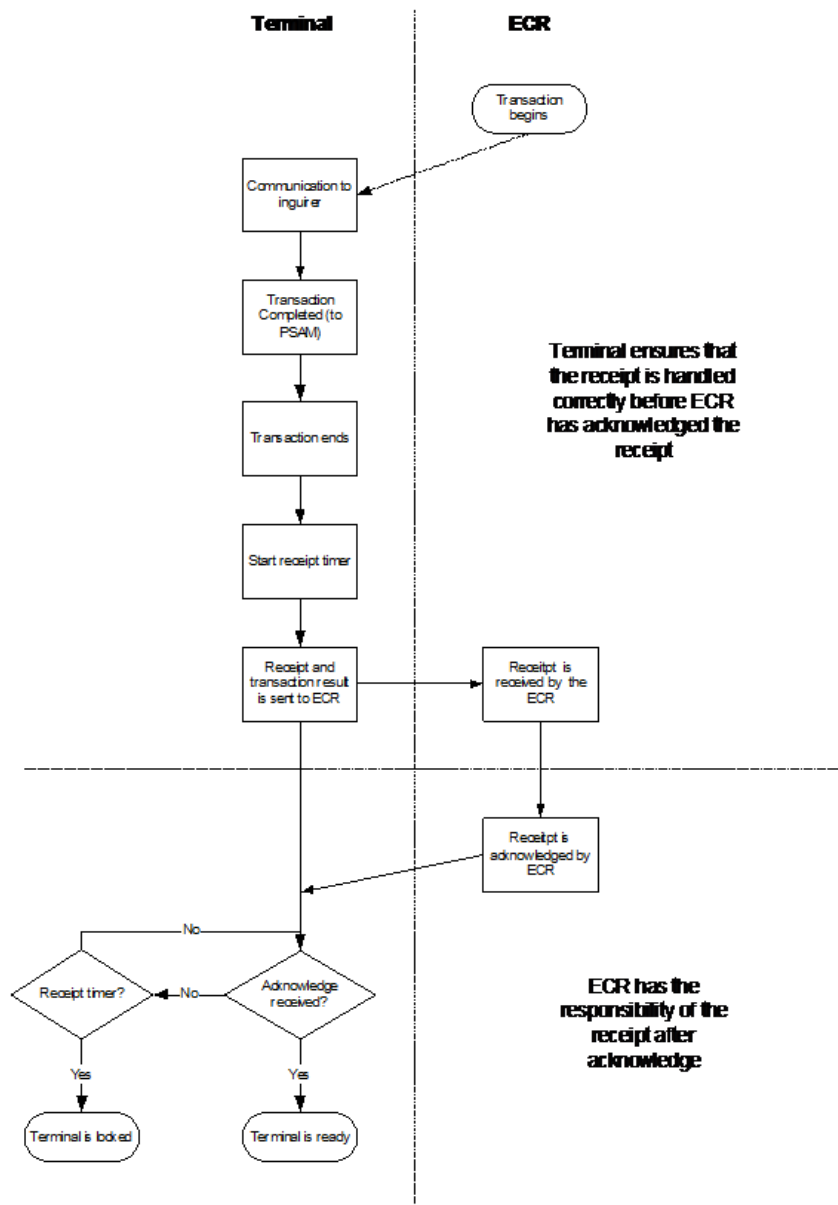 Terminal
ECR
Transaction
begins
Communication to
inguirer
Transaction
Completed (to
PSAM)
Transaction ends
Start receipt timer
Receipt and
transaction result
is sent to ECR
Receitpt is
received by the
ECR
Terminal ensures that
the receipt is handled
correctly before ECR
has acknowledged the
receipt
Receitpt is
acknowledged by
ECR
No
Receipt timer?
No
Acknowledge
received?
Yes
Yes
Terminal is locked
Terminal is ready
ECR has the
responsibility of the
receipt after
acknowledge